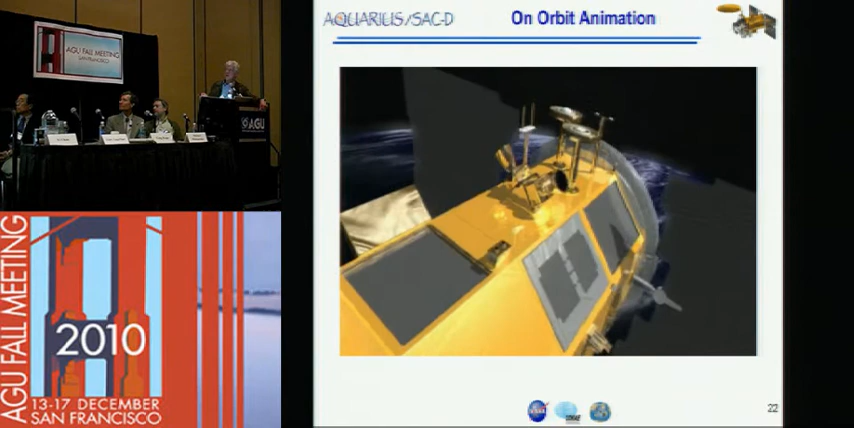 AGU FALL MEETING
SAN FRANCISCO
AGU
AGU FALL MEETING
2010
13-17 DECEMBER
SAN FRANCISCO
AQUARIUS/SAC-D
On Orbit Animation
NASA
22